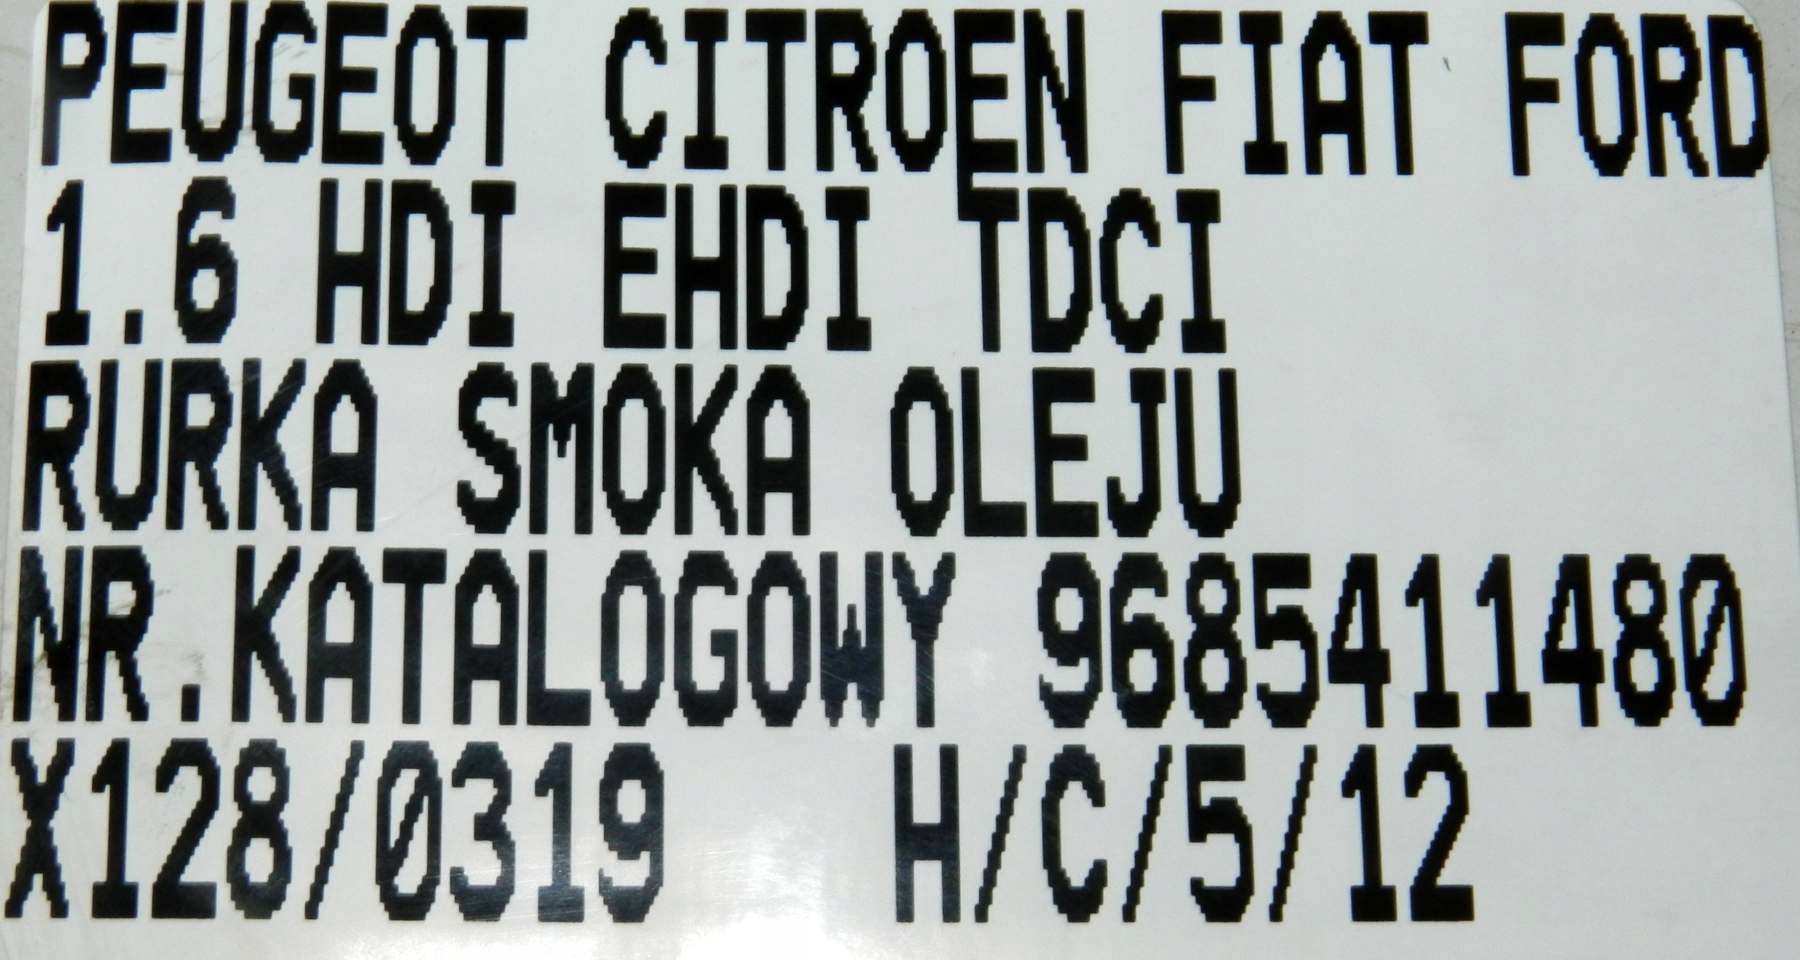 PEUGEOT CITROEN FIAT FORD
1.6 HDI EHDI TDCI
RURKA SMOKA OLEJU
NR.KATALOGOWY 9685411480
X128/0319 H/C/5/12